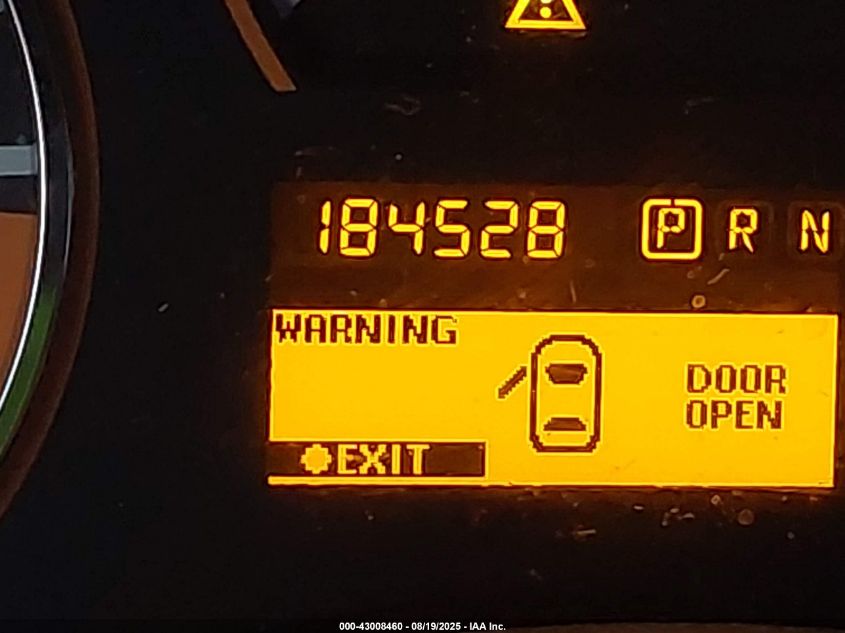 184528 P R N
WARNING
DOOR
OPEN
EXIT
000-43008460 - 08/19/2025 - IAA Inc.